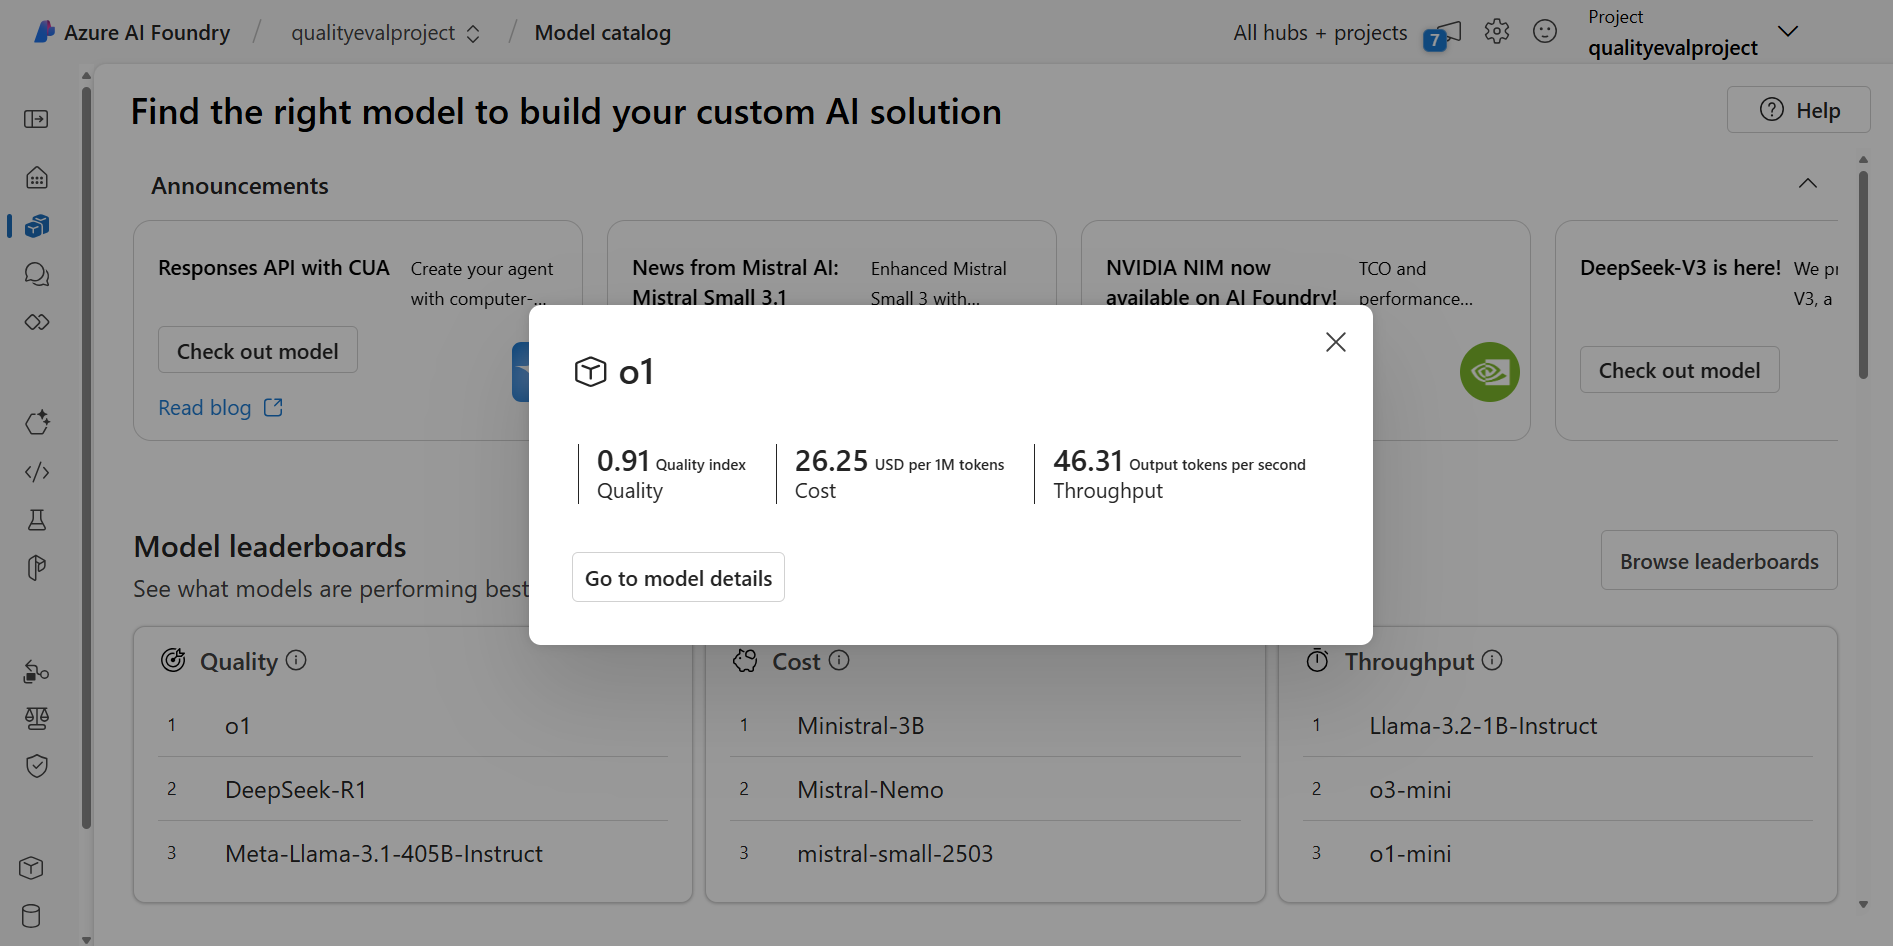 Azure AI Foundry / qualityevalproject / Model catalog
All hubs + projects
7
Project
qualityevalproject
Find the right model to build your custom AI solution
Help
Announcements
Responses API with CUA
Create your agent
with computer-...
Check out model
Read blog
News from Mistral AI:
Mistral Small 3.1
Enhanced Mistral
Small 3 with...
NVIDIA NIM now
available on AI Foundry!
TCO and
performance...
DeepSeek-V3 is here!
We pr
V3, a
Check out model
o1
0.91 Quality index
Quality
26.25 USD per 1M tokens
Cost
46.31 Output tokens per second
Throughput
Go to model details
Model leaderboards
See what models are performing best
Browse leaderboards
Quality
1 o1
2 DeepSeek-R1
3 Meta-Llama-3.1-405B-Instruct
Cost
1 Ministral-3B
2 Mistral-Nemo
3 mistral-small-2503
Throughput
1 Llama-3.2-1B-Instruct
2 o3-mini
3 o1-mini